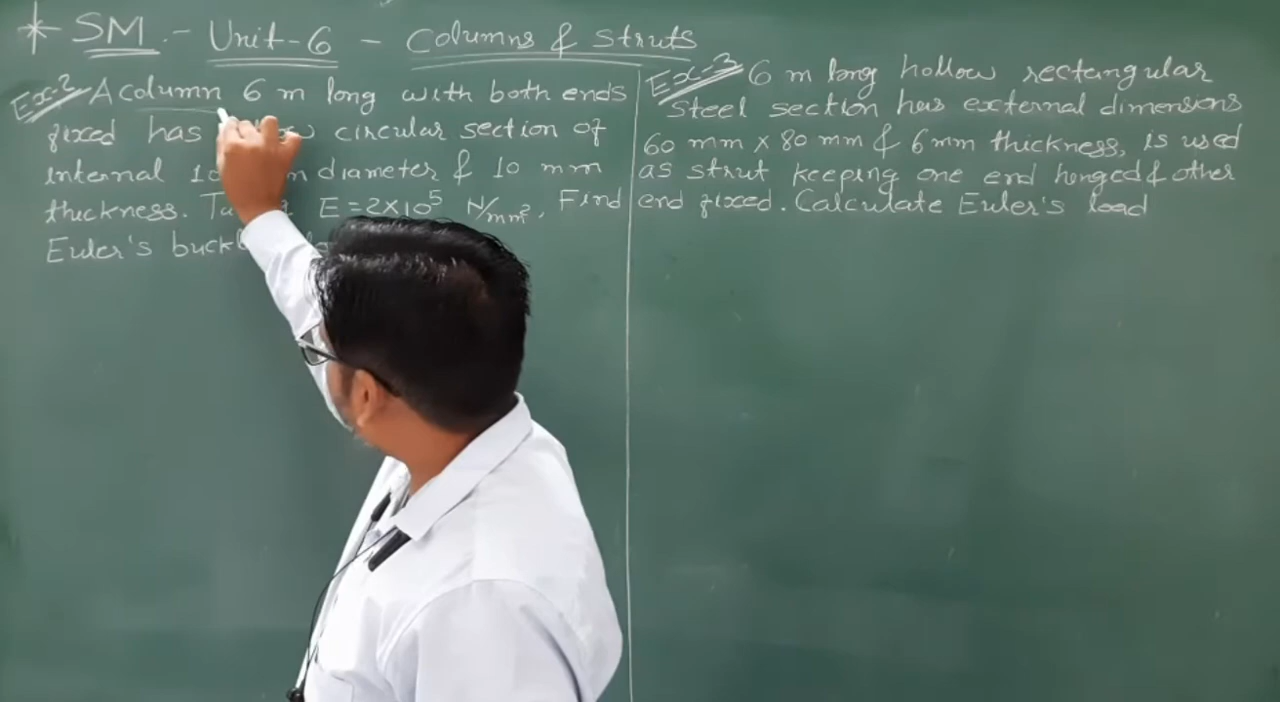 * SM - Unit-6 - Columns & Struts
Ex-2 A column 6 m long with both ends
fixed has circular section of
internal diameter & 10 mm
thickness. E = 2×10⁵ N/mm². Find
Euler's
Ex-3 6 m long hollow rectangular
steel section has external dimensions
60 mm × 80 mm & 6 mm thickness, is used
as strut keeping one end hinged & other
end fixed. Calculate Euler's load